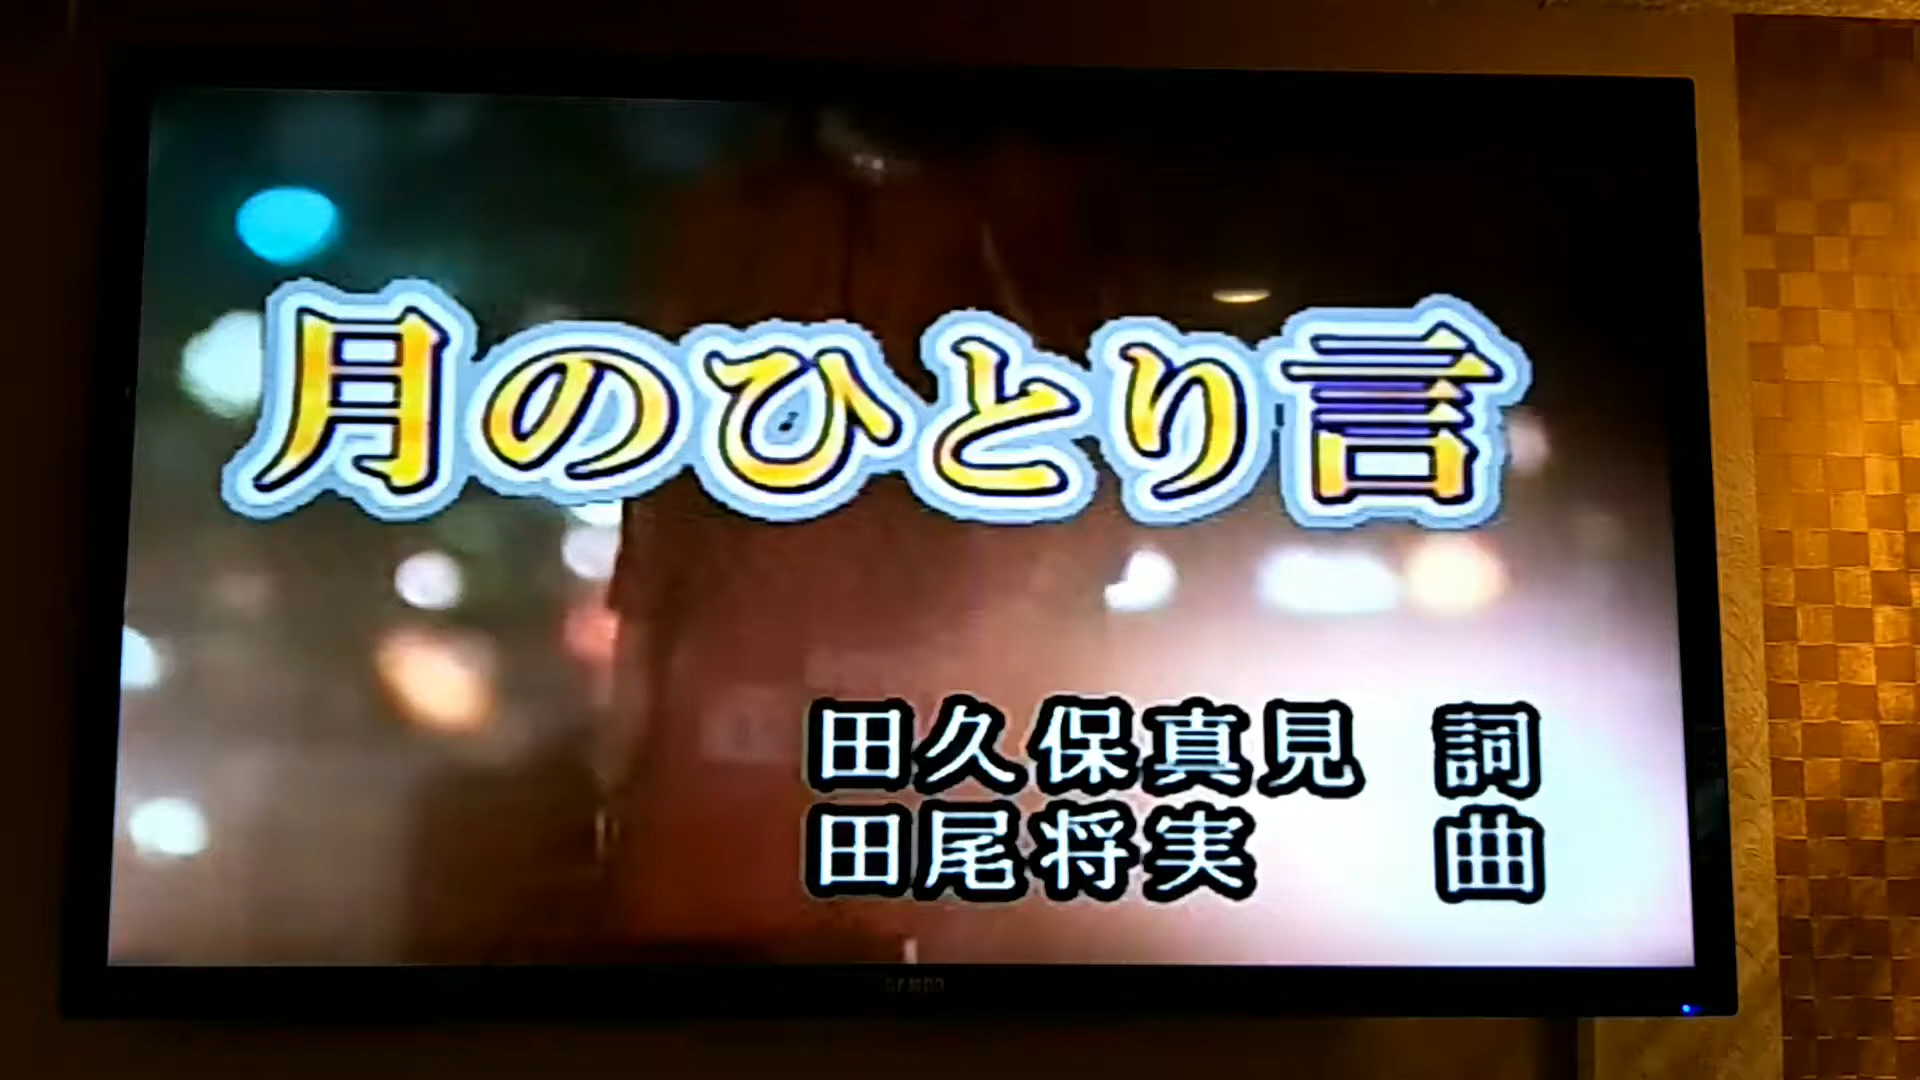 月のひとり言
田久保真見 詞
田尾将実 曲